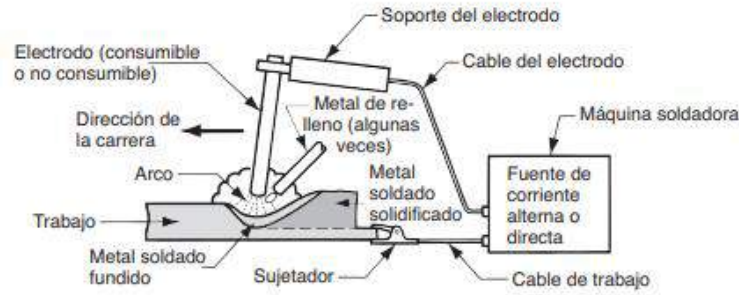 Soporte del electrodo
Electrodo (consumible
o no consumible)
Cable del electrodo
Dirección de
la carrera
Metal de re-
lleno (algunas
veces)
Máquina soldadora
Arco
Metal
soldado
solidificado
Fuente de
corriente
alterna o
directa
Trabajo
Metal soldado
fundido
Sujetador
Cable de trabajo